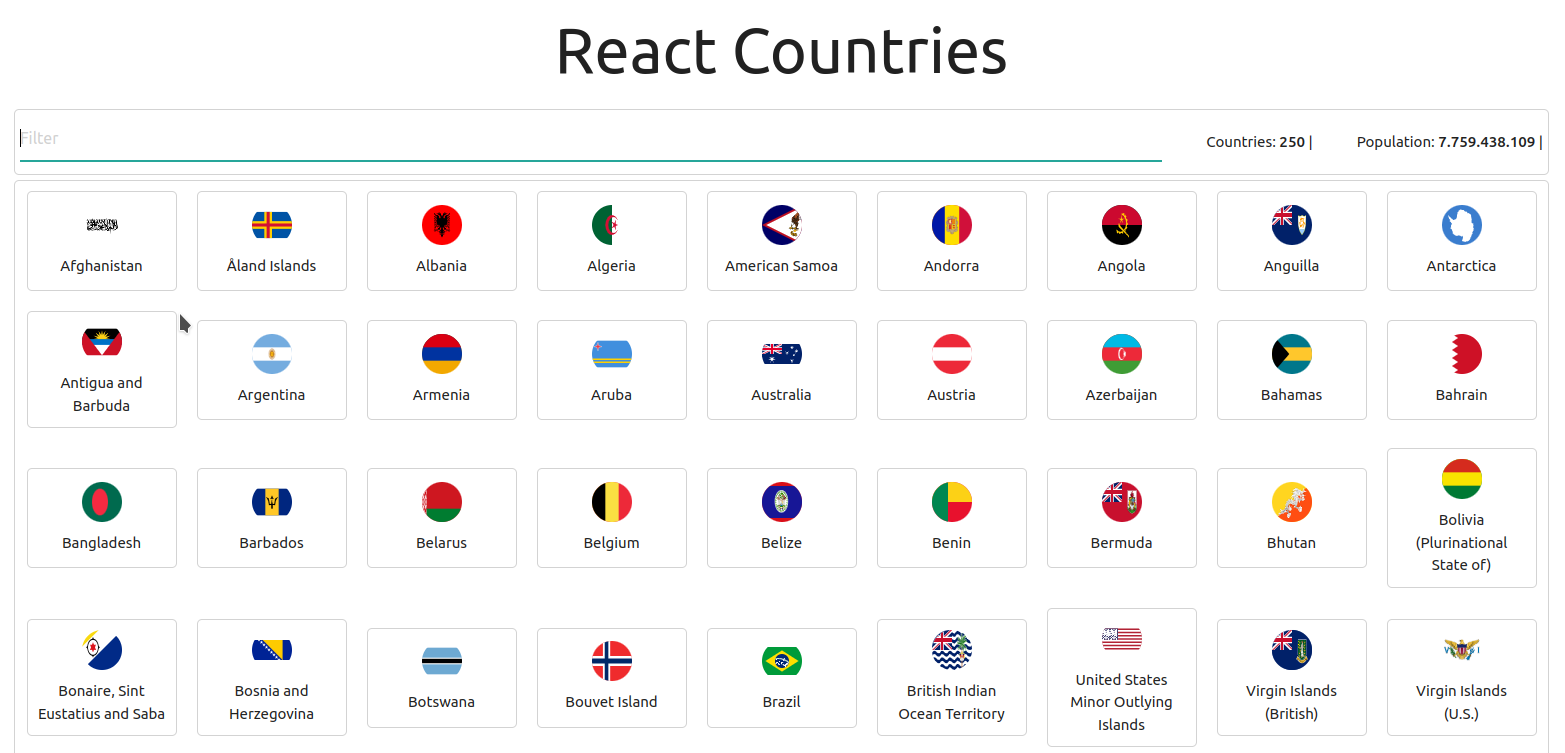 React Countries
Filter
Countries: 250 |
Population: 7.759.438.109 |
Afghanistan
Åland Islands
Albania
Algeria
American Samoa
Andorra
Angola
Anguilla
Antarctica
Antigua and
Barbuda
Argentina
Armenia
Aruba
Australia
Austria
Azerbaijan
Bahamas
Bahrain
Bangladesh
Barbados
Belarus
Belgium
Belize
Benin
Bermuda
Bhutan
Bolivia
(Plurinational
State of)
Bonaire, Sint
Eustatius and Saba
Bosnia and
Herzegovina
Botswana
Bouvet Island
Brazil
British Indian
Ocean Territory
United States
Minor Outlying
Islands
Virgin Islands
(British)
Virgin Islands
(U.S.)